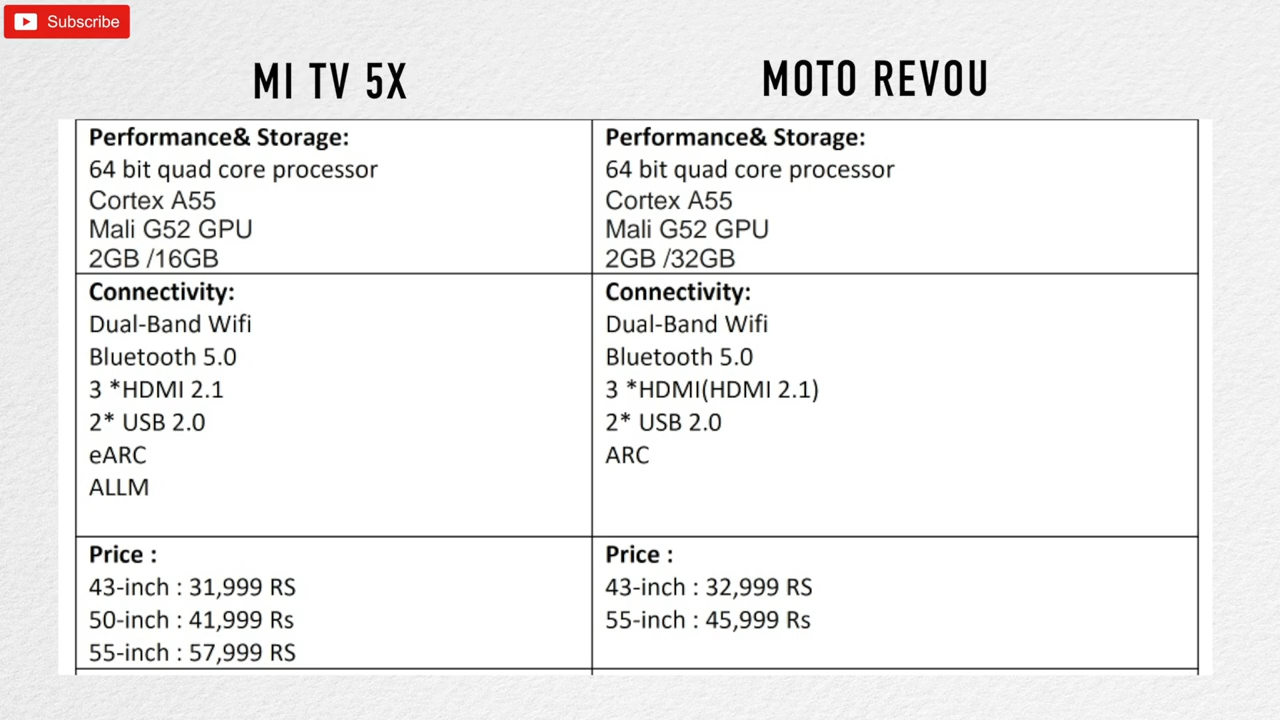 Subscribe
MI TV 5X
MOTO REVOU
Performance& Storage:
64 bit quad core processor
Cortex A55
Mali G52 GPU
2GB /16GB
Performance& Storage:
64 bit quad core processor
Cortex A55
Mali G52 GPU
2GB /32GB
Connectivity:
Dual-Band Wifi
Bluetooth 5.0
3 *HDMI 2.1
2* USB 2.0
eARC
ALLM
Connectivity:
Dual-Band Wifi
Bluetooth 5.0
3 *HDMI(HDMI 2.1)
2* USB 2.0
ARC
Price :
43-inch : 31,999 RS
50-inch : 41,999 Rs
55-inch : 57,999 RS
Price :
43-inch : 32,999 RS
55-inch : 45,999 Rs